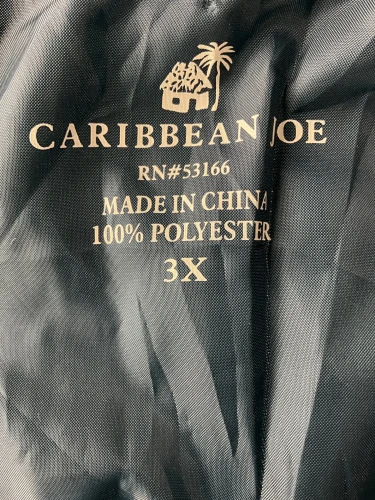 CARIBBEAN JOE
RN#53166
MADE IN CHINA
100% POLYESTER
3X